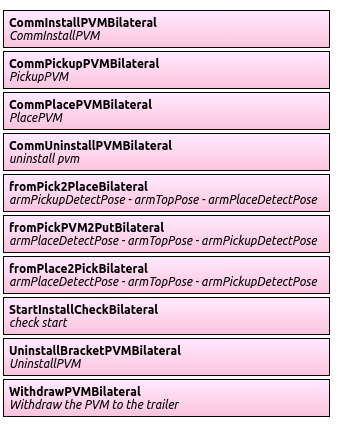 CommInstallPVMBilateral
CommInstallPVM
CommPickupPVMBilateral
PickupPVM
CommPlacePVMBilateral
PlacePVM
CommUninstallPVMBilateral
uninstall pvm
fromPick2PlaceBilateral
armPickupDetectPose - armTopPose - armPlaceDetectPose
fromPickPVM2PutBilateral
armPlaceDetectPose - armTopPose - armPickupDetectPose
fromPlace2PickBilateral
armPlaceDetectPose - armTopPose - armPickupDetectPose
StartInstallCheckBilateral
check start
UninstallBracketPVMBilateral
UninstallPVM
WithdrawPVMBilateral
Withdraw the PVM to the trailer